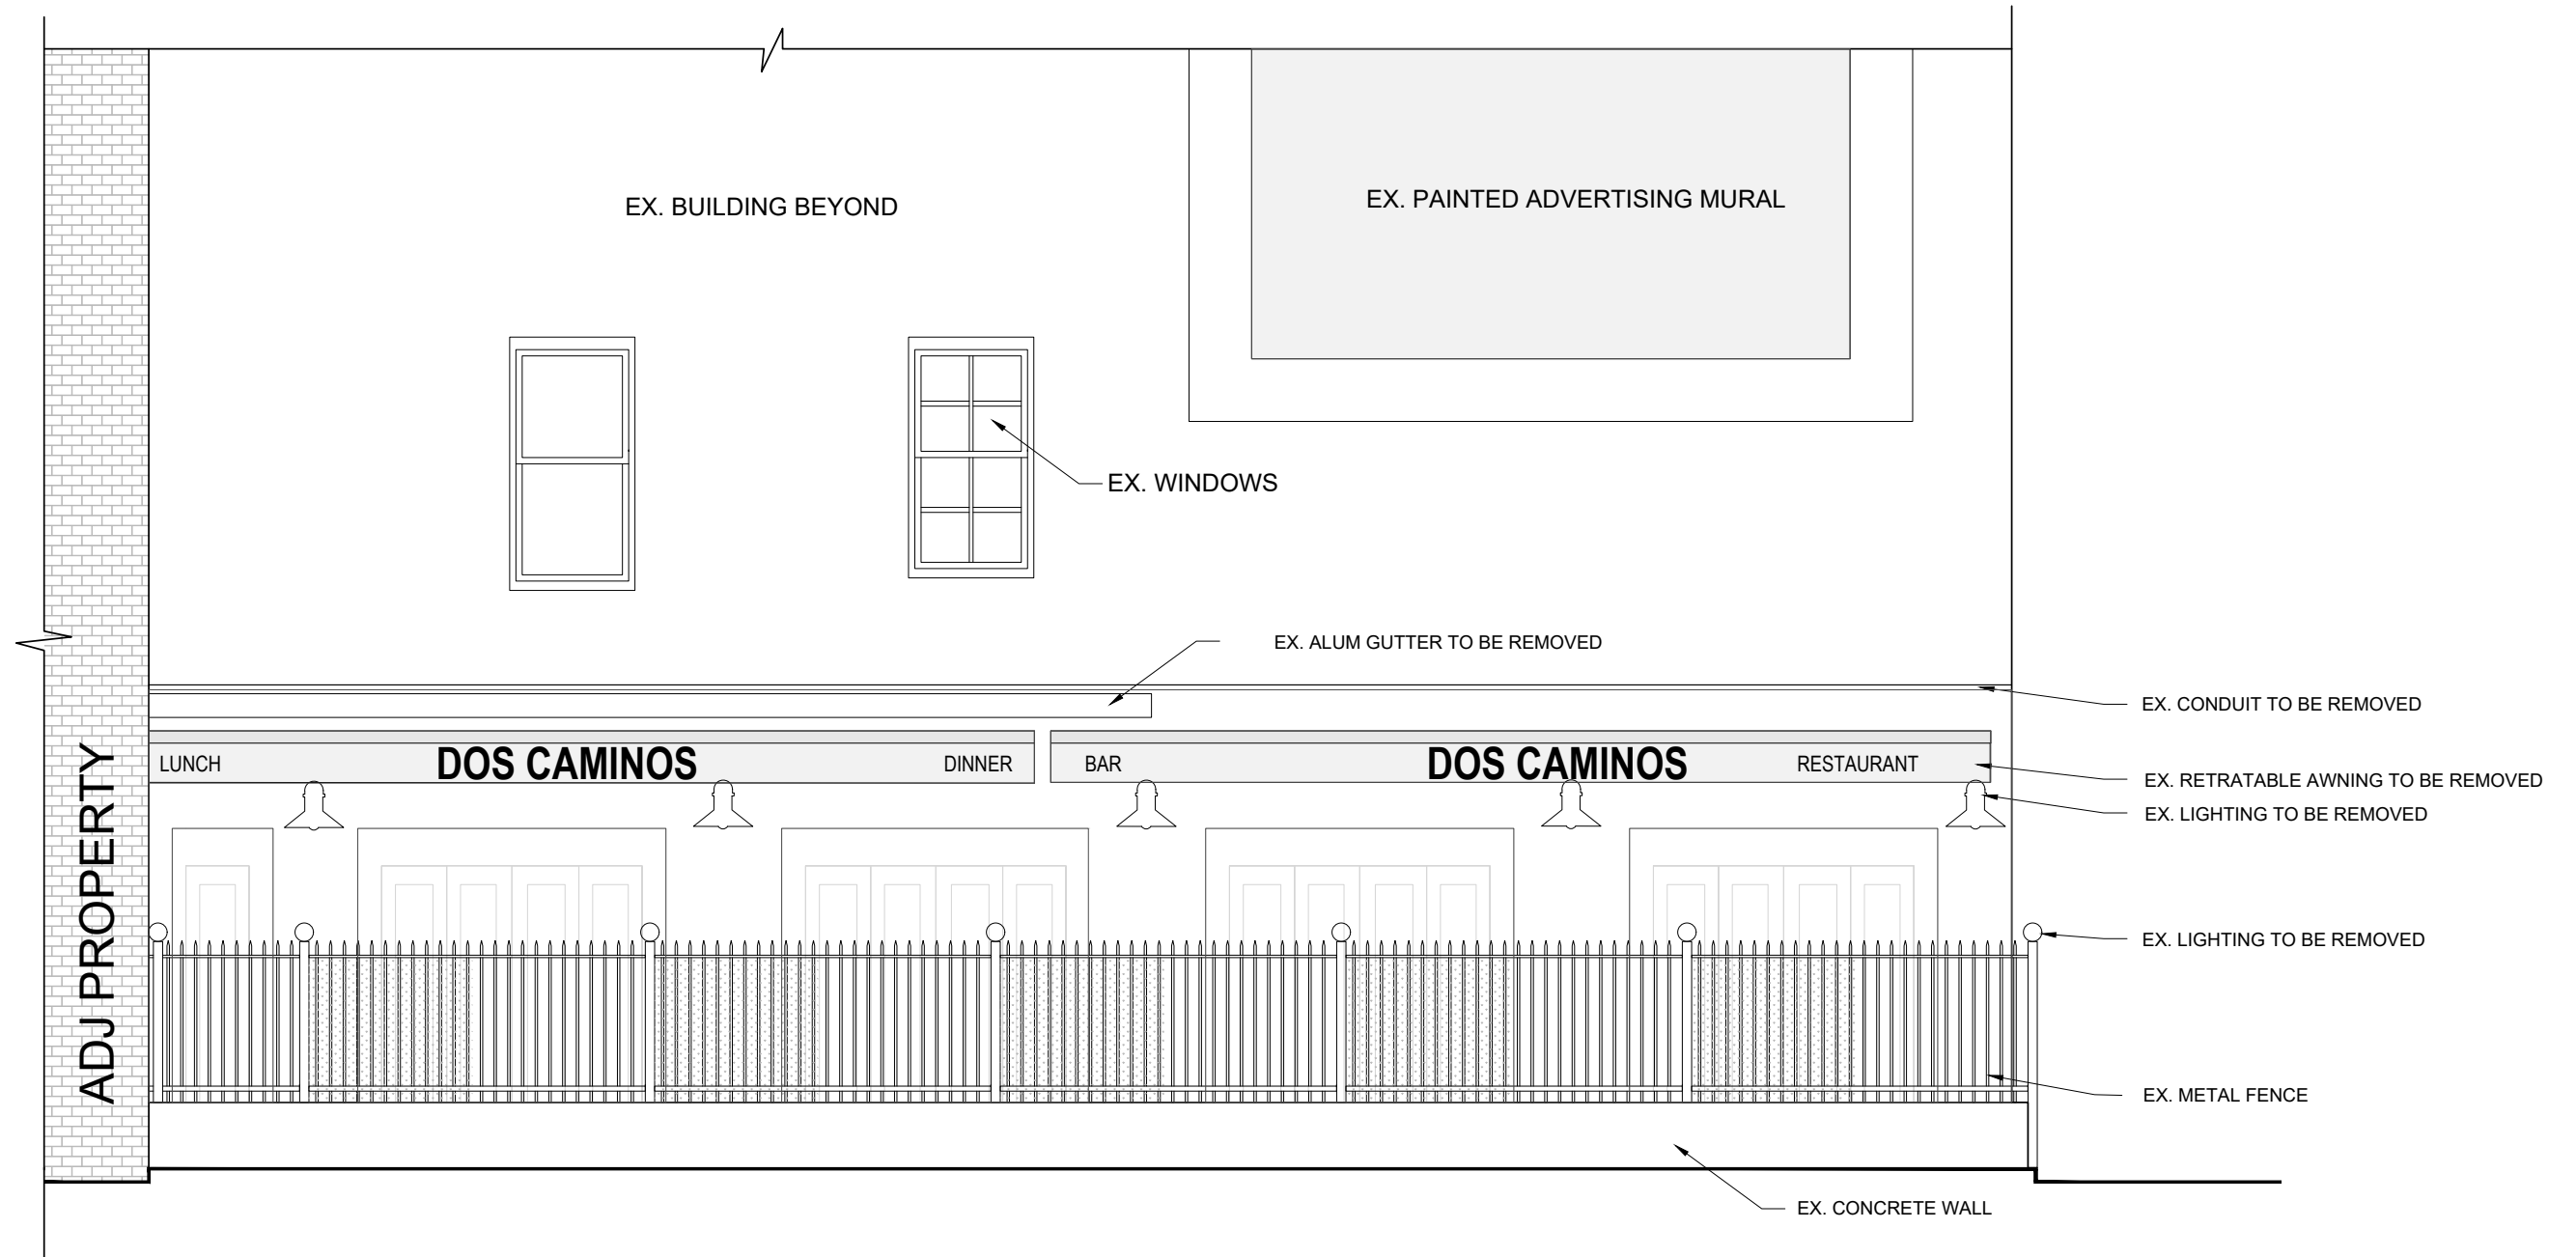 EX. BUILDING BEYOND
EX. PAINTED ADVERTISING MURAL
EX. WINDOWS
EX. ALUM GUTTER TO BE REMOVED
EX. CONDUIT TO BE REMOVED
LUNCH
DOS CAMINOS
DINNER
BAR
DOS CAMINOS
RESTAURANT
EX. RETRATABLE AWNING TO BE REMOVED
EX. LIGHTING TO BE REMOVED
ADJ PROPERTY
EX. LIGHTING TO BE REMOVED
EX. METAL FENCE
EX. CONCRETE WALL